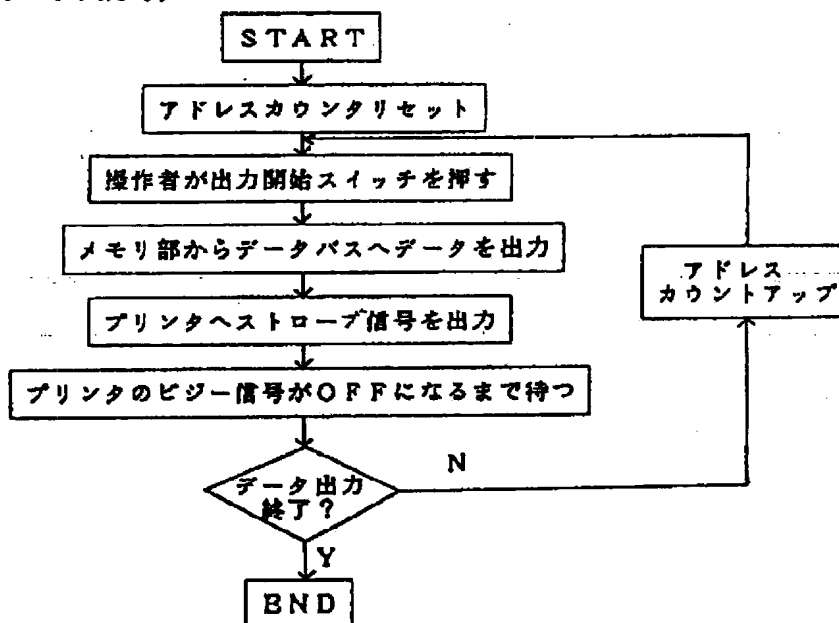 START
アドレスカウンタリセット
操作者が出力開始スイッチを押す
メモリ部からデータバスへデータを出力
アドレス
カウントアップ
プリンタへストローブ信号を出力
プリンタのビジー信号がOFFになるまで待つ
N
データ出力
終了?
Y
END